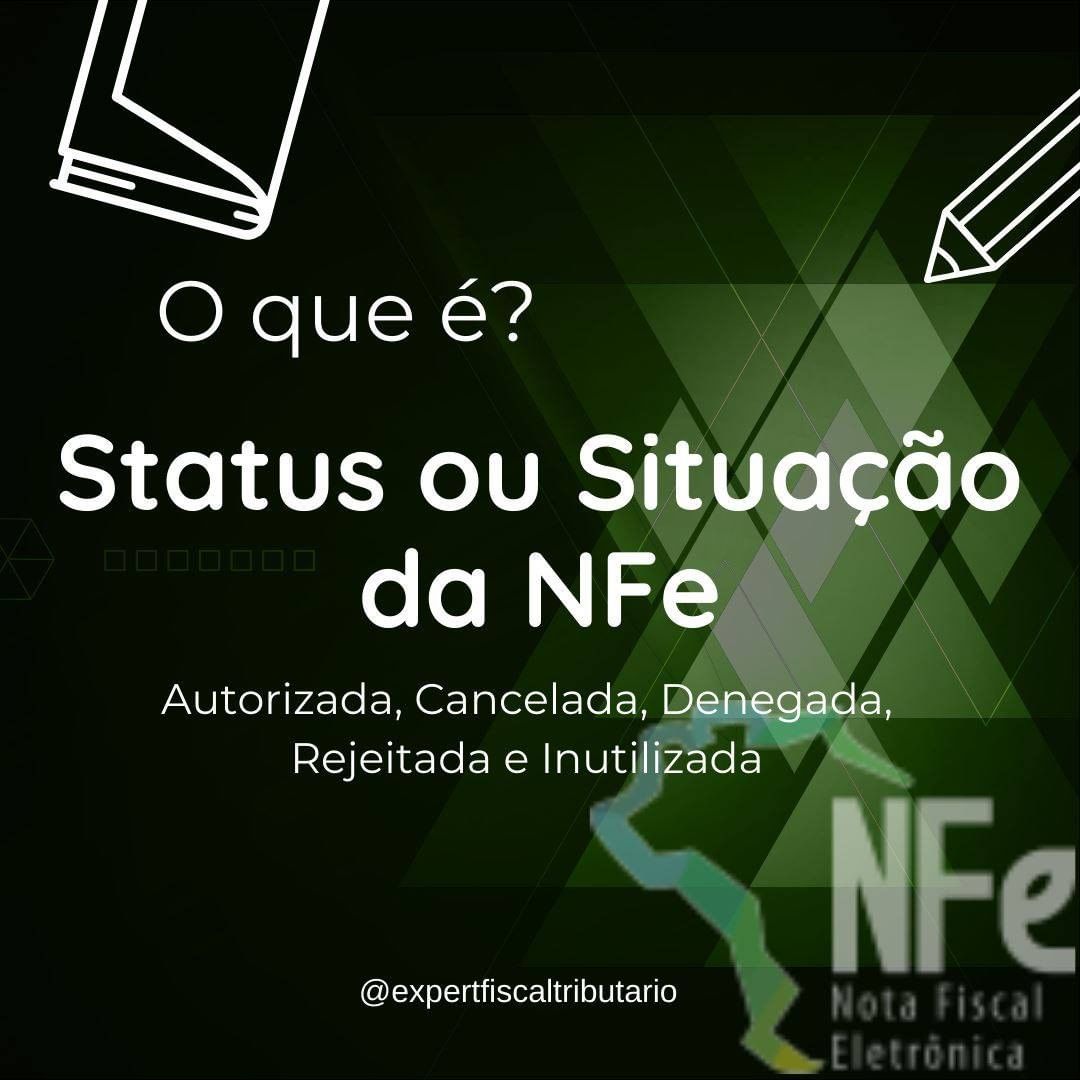 O que é?
Status ou Situação
da NFe
Autorizada, Cancelada, Denegada,
Rejeitada e Inutilizada
NFe
Nota Fiscal
Eletrônica
@expertfiscaltributario